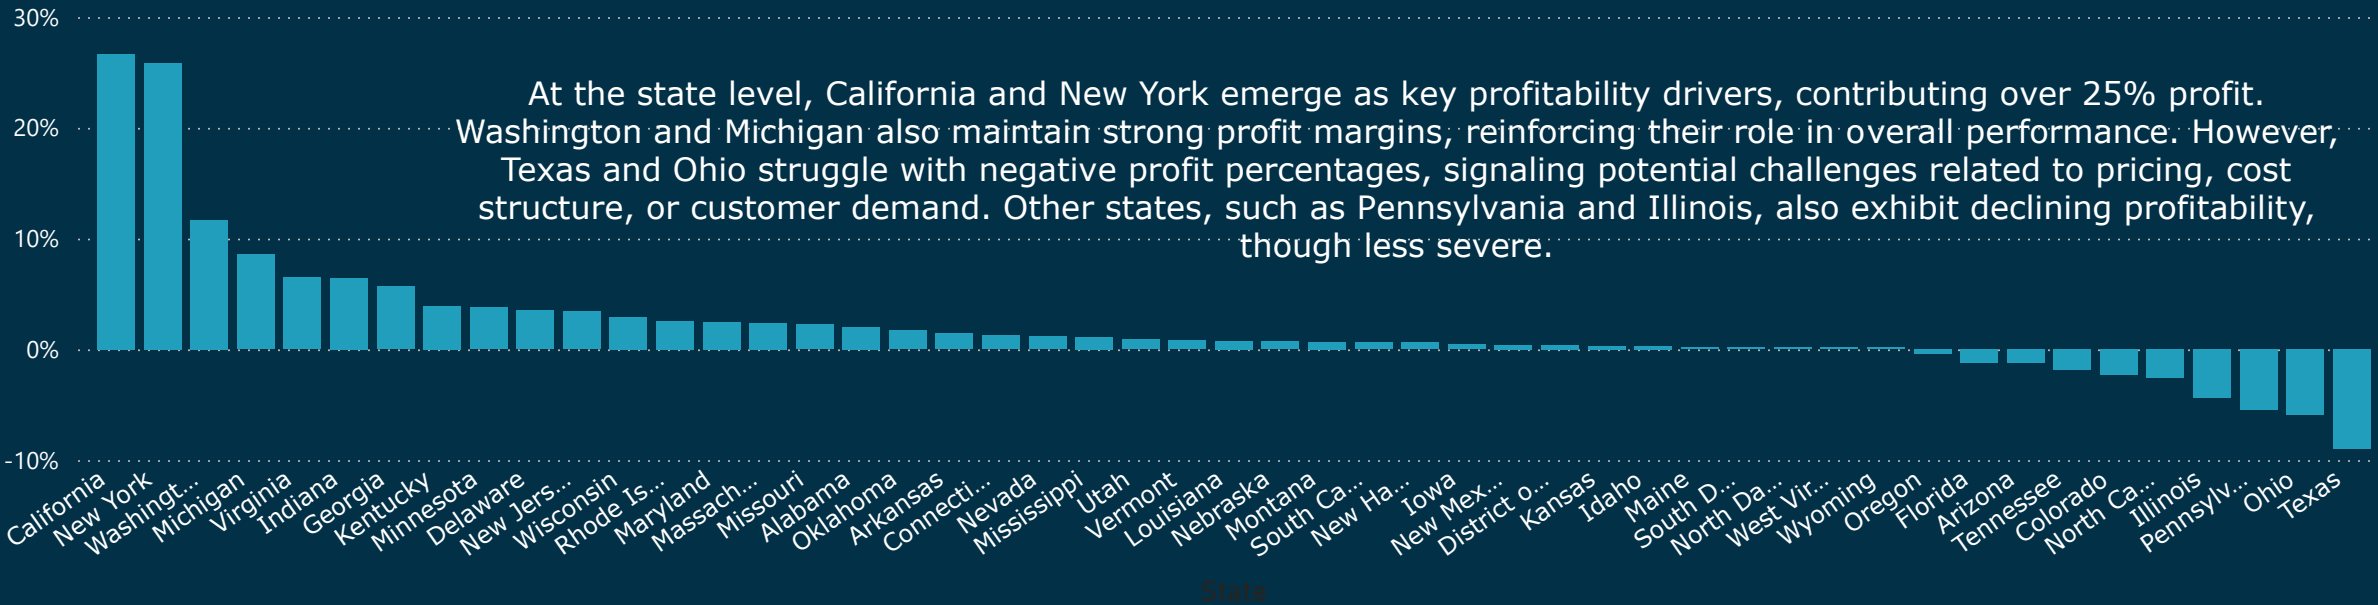 30%
At the state level, California and New York emerge as key profitability drivers, contributing over 25% profit.
20%
Washington and Michigan also maintain strong profit margins, reinforcing their role in overall performance. However,
Texas and Ohio struggle with negative profit percentages, signaling potential challenges related to pricing, cost
structure, or customer demand. Other states, such as Pennsylvania and Illinois, also exhibit declining profitability,
10%
though less severe.
0%
-10%
California
New York
Washingt...
Michigan
Virginia
Indiana
Georgia
Kentucky
Minnesota
Delaware
New Jers...
Wisconsin
Rhode Is...
Maryland
Massach...
Missouri
Alabama
Oklahoma
Arkansas
Connecti...
Nevada
Mississippi
Utah
Vermont
Louisiana
Nebraska
Montana
South Ca...
New Ha...
Iowa
New Mex...
District o...
Kansas
Idaho
Maine
South D...
North Da...
West Vir...
Wyoming
Oregon
Florida
Arizona
Tennessee
Colorado
North Ca...
Illinois
Pennsylv...
Ohio
Texas
State